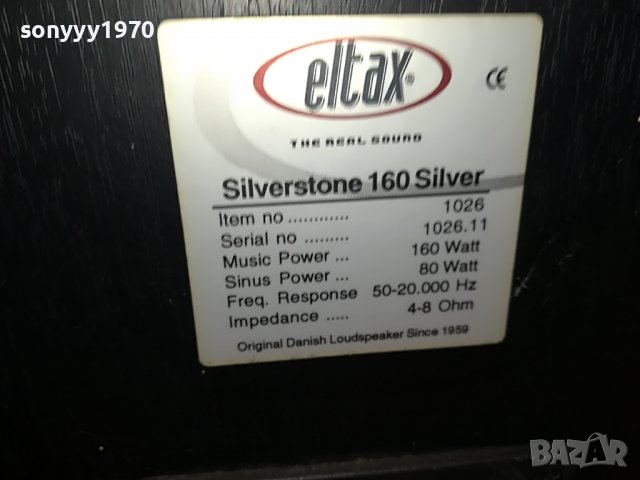 sonyyy1970
eltax®
CE
THE REAL SOUND
Silverstone 160 Silver
Item no ............ 1026
Serial no ........... 1026.11
Music Power ... 160 Watt
Sinus Power ... 80 Watt
Freq. Response 50-20.000 Hz
Impedance ..... 4-8 Ohm
Original Danish Loudspeaker Since 1959
BAZAR